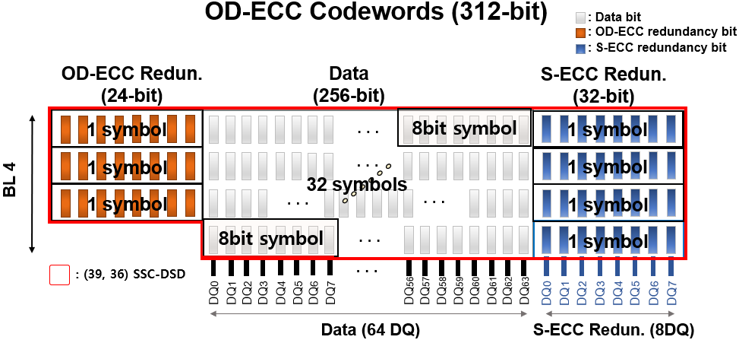 OD-ECC Codewords (312-bit)
: Data bit
: OD-ECC redundancy bit
: S-ECC redundancy bit
OD-ECC Redun.
(24-bit)
Data
(256-bit)
S-ECC Redun.
(32-bit)
BL 4
1 symbol
8bit symbol
1 symbol
1 symbol
1 symbol
32 symbols
1 symbol
1 symbol
8bit symbol
1 symbol
: (39, 36) SSC-DSD
DQ0 DQ1 DQ2 DQ3 DQ4 DQ5 DQ6 DQ7 ... DQ56 DQ57 DQ58 DQ59 DQ60 DQ61 DQ62 DQ63 DQ0 DQ1 DQ2 DQ3 DQ4 DQ5 DQ6 DQ7
Data (64 DQ)
S-ECC Redun. (8DQ)